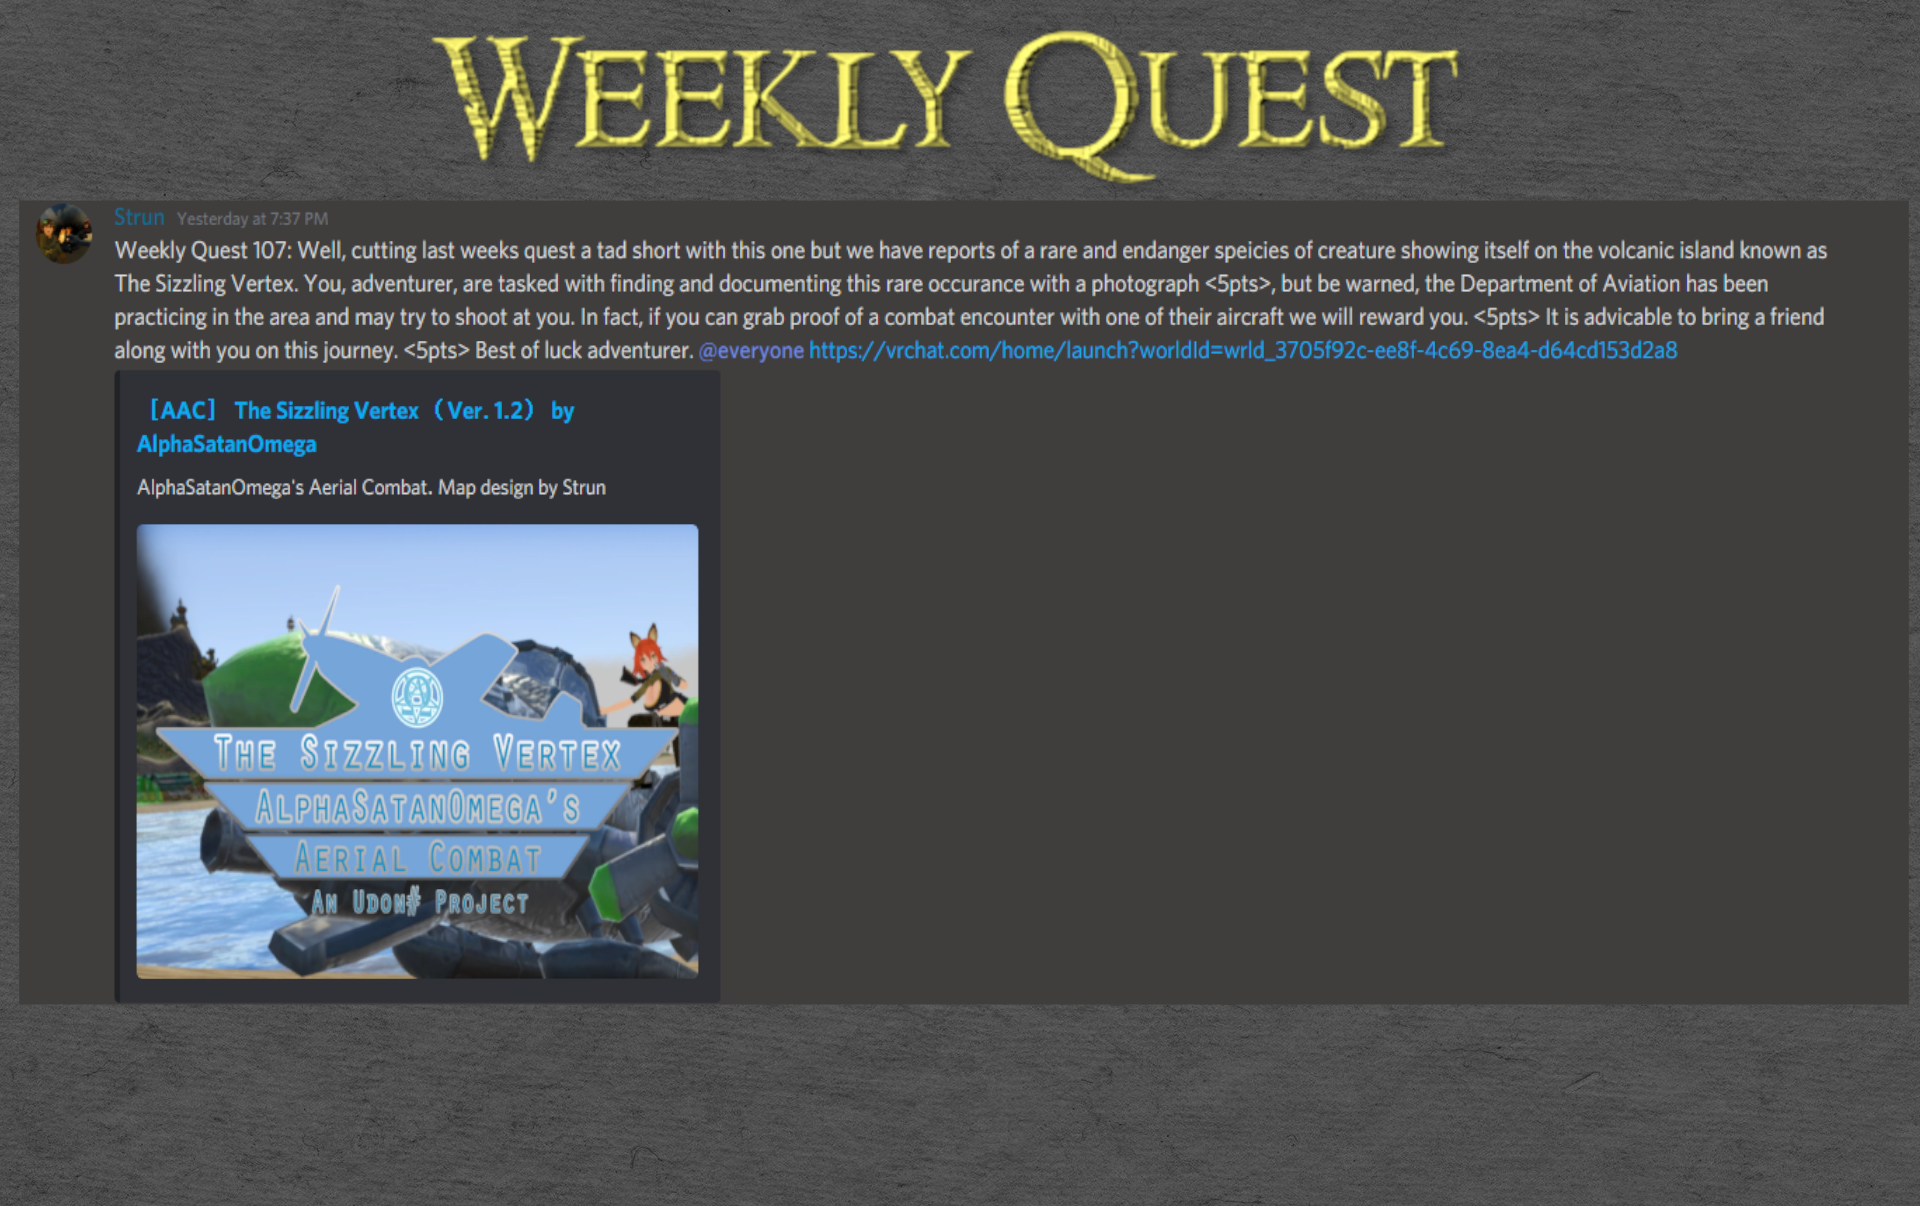 WEEKLY QUEST
Strun Yesterday at 7:37 PM
Weekly Quest 107: Well, cutting last weeks quest a tad short with this one but we have reports of a rare and endanger speicies of creature showing itself on the volcanic island known as
The Sizzling Vertex. You, adventurer, are tasked with finding and documenting this rare occurance with a photograph <5pts>, but be warned, the Department of Aviation has been
practicing in the area and may try to shoot at you. In fact, if you can grab proof of a combat encounter with one of their aircraft we will reward you. <5pts> It is advicable to bring a friend
along with you on this journey. <5pts> Best of luck adventurer. @everyone https://vrchat.com/home/launch?worldId=wrld_3705f92c-ee8f-4c69-8ea4-d64cd153d2a8
［AAC］ The Sizzling Vertex （Ver. 1.2） by
AlphaSatanOmega
AlphaSatanOmega's Aerial Combat. Map design by Strun
THE SIZZLING VERTEX
ALPHASATANOMEGA'S
AERIAL COMBAT
AN UDON# PROJECT